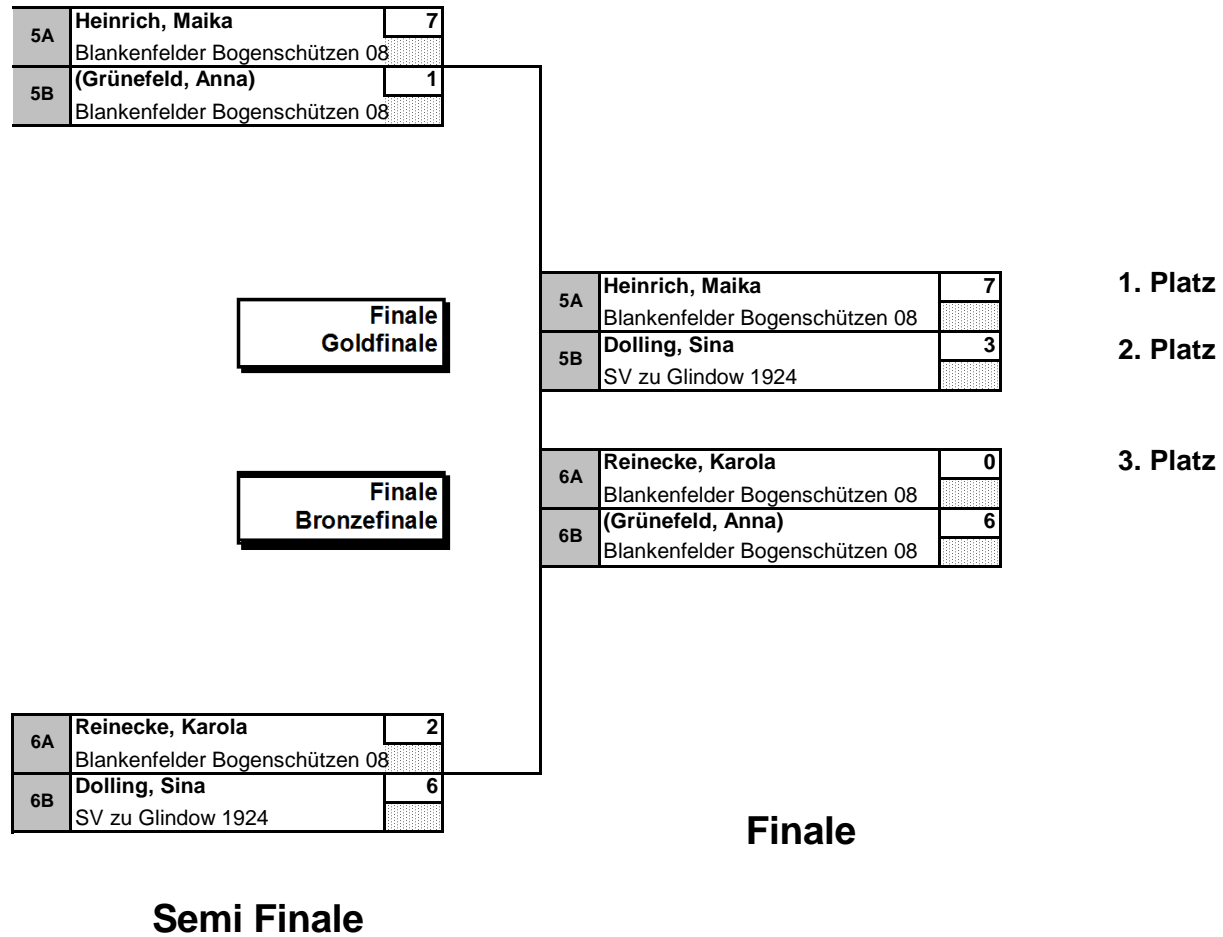 5A Heinrich, Maika 7
Blankenfelder Bogenschützen 08
5B (Grünefeld, Anna) 1
Blankenfelder Bogenschützen 08
Finale
Goldfinale
5A Heinrich, Maika 7
Blankenfelder Bogenschützen 08
5B Dolling, Sina 3
SV zu Glindow 1924
1. Platz
2. Platz
Finale
Bronzefinale
6A Reinecke, Karola 0
Blankenfelder Bogenschützen 08
6B (Grünefeld, Anna) 6
Blankenfelder Bogenschützen 08
3. Platz
6A Reinecke, Karola 2
Blankenfelder Bogenschützen 08
6B Dolling, Sina 6
SV zu Glindow 1924
Finale
Semi Finale